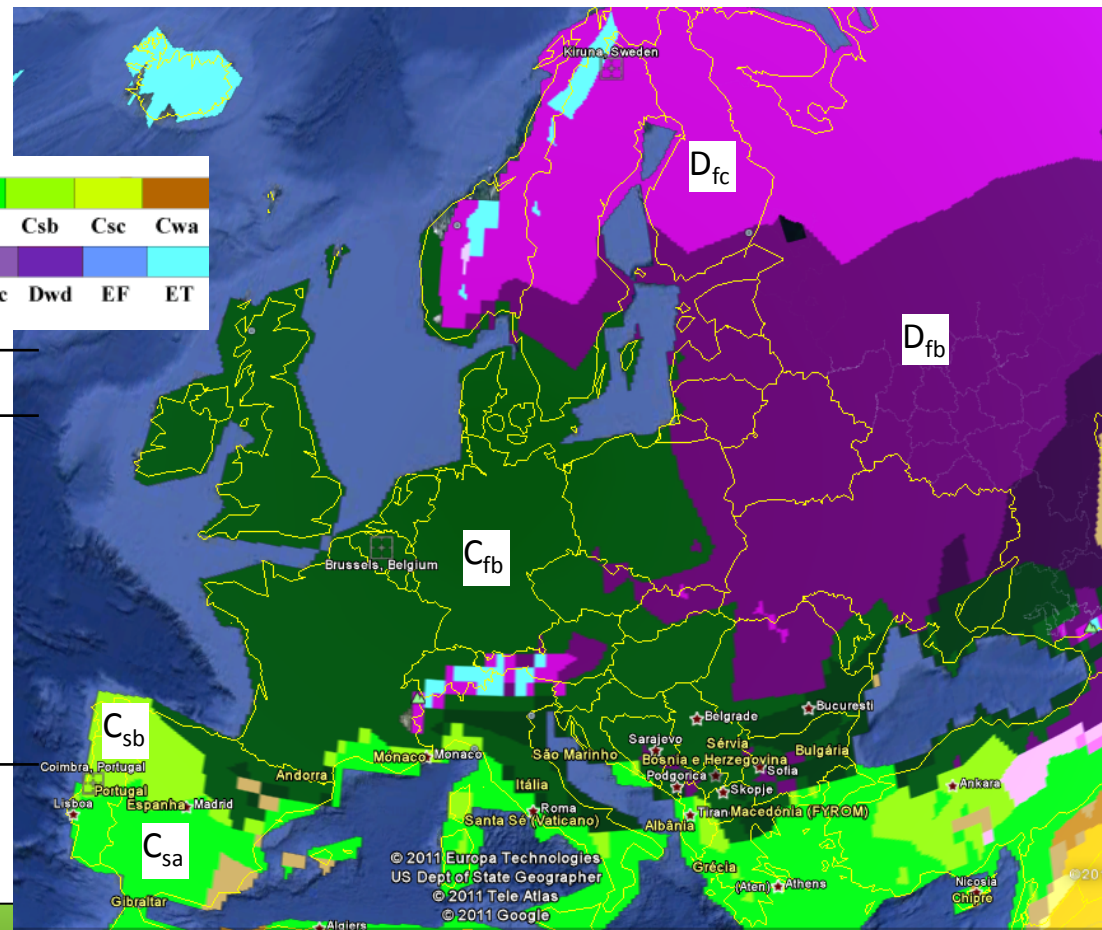 Kiruna, Sweden
Dfc
Csb Csc Cwa
c Dwd EF ET
Dfb
Cfb
Brussels, Belgium
Csb
Belgrade
Bucuresti
Sarajevo
Sérvia
Mónaco Monaco
São Marinho
Bosnia e Herzegovina
Bulgária
Coimbra, Portugal
Andorra
Podgorica
Sofia
Portugal
Itália
Skopje
Ankara
Lisboa
Espanha Madrid
Roma
Santa Sé (Vaticano)
Tiran Macedónia (FYROM)
Albânia
Csa
© 2011 Europa Technologies
US Dept of State Geographer
© 2011 Tele Atlas
© 2011 Google
Grécia
(Aten) Athens
Nicosia
Chipre
Gibraltar
Algiers